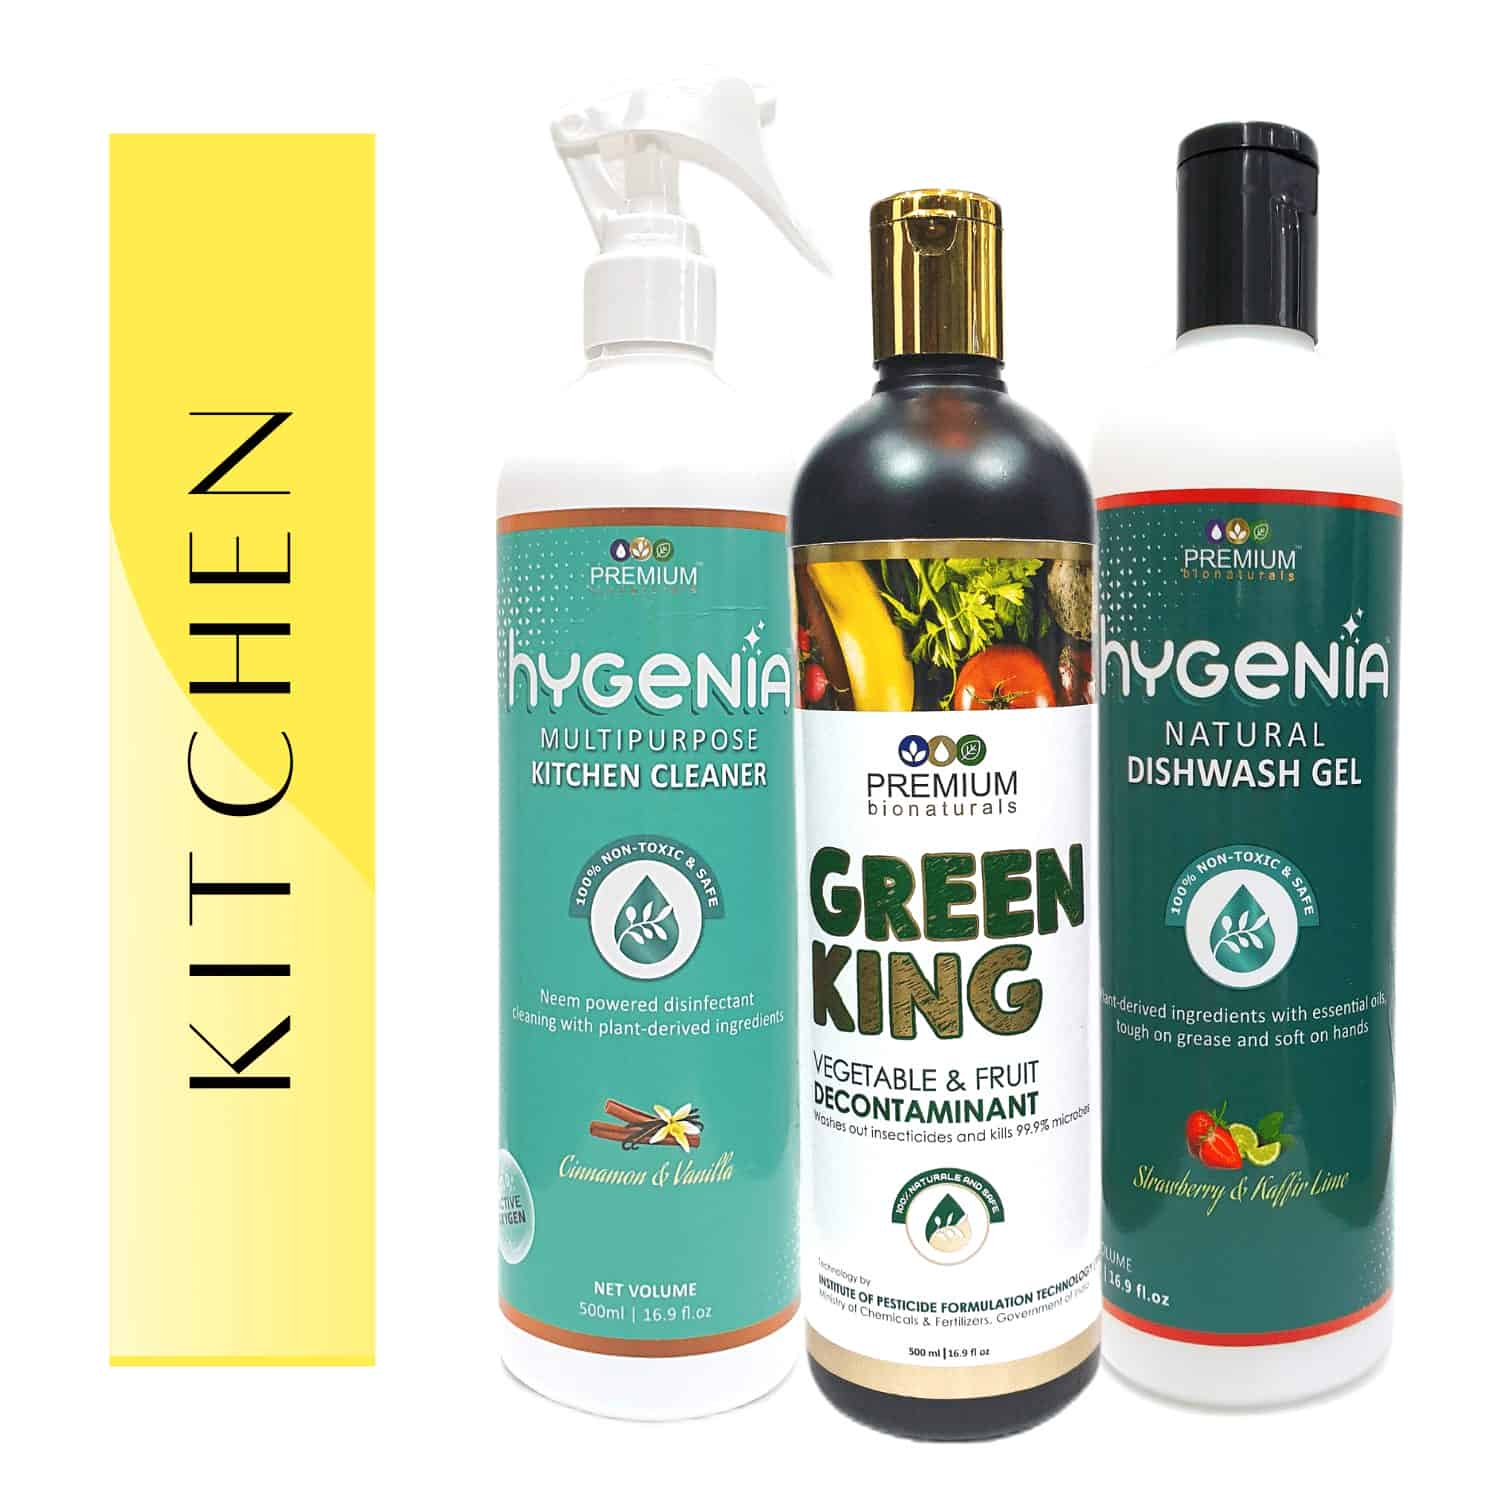 KITCHEN
PREMIUM
bionaturals
hYGENIA
MULTIPURPOSE
KITCHEN CLEANER
100% NON-TOXIC & SAFE
Neem powered disinfectant
cleaning with plant-derived ingredients
Cinnamon & Vanilla
NET VOLUME
500ml | 16.9 fl.oz
PREMIUM
bionaturals
GREEN
KING
VEGETABLE & FRUIT
DECONTAMINANT
Washes out insecticides and kills 99.9% microbes
100% NATURALE AND SAFE
Technology by
INSTITUTE OF PESTICIDE FORMULATION TECHNOLOGY
Ministry of Chemicals & Fertilizers, Government of India
500 ml | 16.9 fl oz
PREMIUM
bionaturals
hYGENIA
NATURAL
DISHWASH GEL
100% NON-TOXIC & SAFE
ingredients with essential oils,
tough on grease and soft on hands
Strawberry & Kaffir Lime
| 16.9 fl.oz